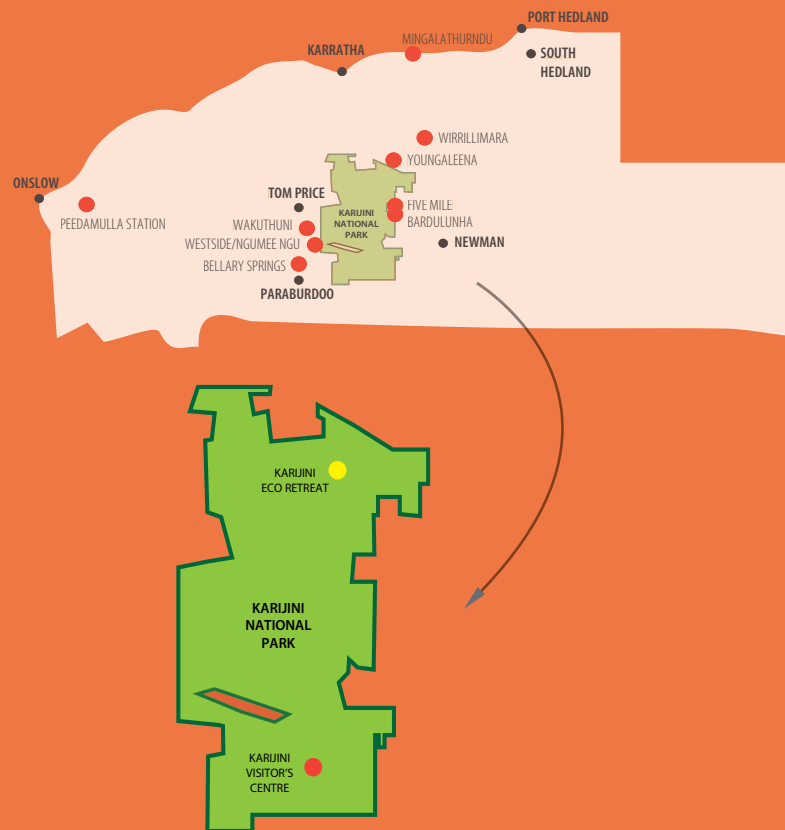 PORT HEDLAND
MINGALATHURNDU
KARRATHA
SOUTH
HEDLAND
WIRRILLIMARA
YOUNGALEENA
ONSLOW
TOM PRICE
PEEDAMULLA STATION
FIVE MILE
KARIJINI
NATIONAL
PARK
WAKUTHUNI
BARDULUNHA
WESTSIDE/NGUMEE NGU
NEWMAN
BELLARY SPRINGS
PARABURDOO
KARIJINI
ECO RETREAT
KARIJINI
NATIONAL
PARK
KARIJINI
VISITOR'S
CENTRE